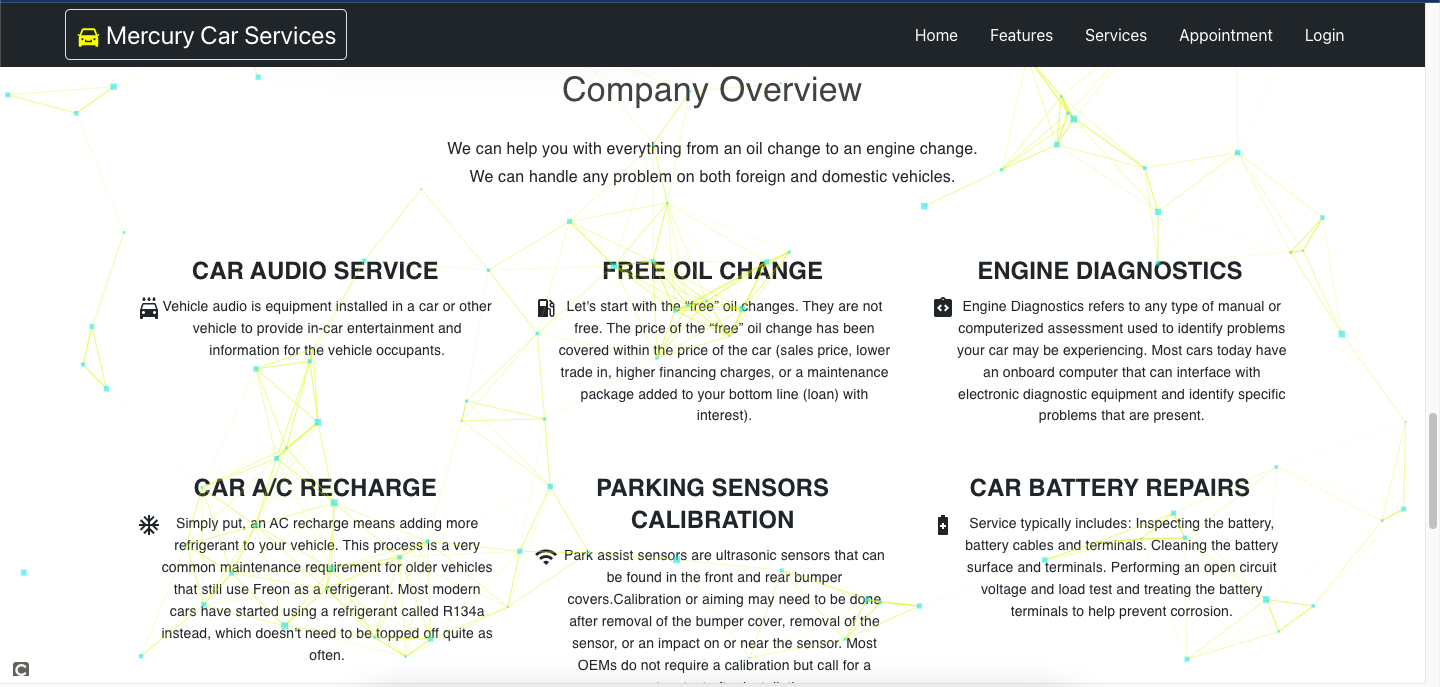 Mercury Car Services
Home
Features
Services
Appointment
Login
Company Overview
We can help you with everything from an oil change to an engine change.
We can handle any problem on both foreign and domestic vehicles.
CAR AUDIO SERVICE
Vehicle audio is equipment installed in a car or other
vehicle to provide in-car entertainment and
information for the vehicle occupants.
FREE OIL CHANGE
Let's start with the “free” oil changes. They are not
free. The price of the “free” oil change has been
covered within the price of the car (sales price, lower
trade in, higher financing charges, or a maintenance
package added to your bottom line (loan) with
interest).
ENGINE DIAGNOSTICS
Engine Diagnostics refers to any type of manual or
computerized assessment used to identify problems
your car may be experiencing. Most cars today have
an onboard computer that can interface with
electronic diagnostic equipment and identify specific
problems that are present.
CAR A/C RECHARGE
Simply put, an AC recharge means adding more
refrigerant to your vehicle. This process is a very
common maintenance requirement for older vehicles
that still use Freon as a refrigerant. Most modern
cars have started using a refrigerant called R134a
instead, which doesn't need to be topped off quite as
often.
PARKING SENSORS
CALIBRATION
Park assist sensors are ultrasonic sensors that can
be found in the front and rear bumper
covers.Calibration or aiming may need to be done
after removal of the bumper cover, removal of the
sensor, or an impact on or near the sensor. Most
OEMs do not require a calibration but call for a
CAR BATTERY REPAIRS
Service typically includes: Inspecting the battery,
battery cables and terminals. Cleaning the battery
surface and terminals. Performing an open circuit
voltage and load test and treating the battery
terminals to help prevent corrosion.